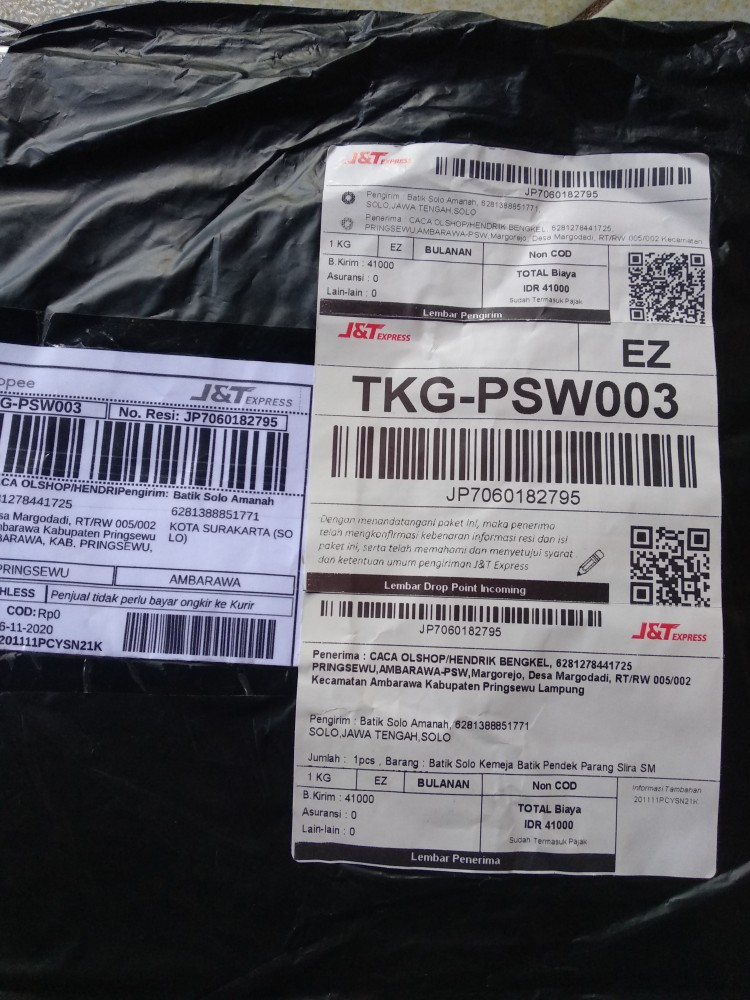 J&T EXPRESS
JP7060182795
Pengirim : Batik Solo Amanah, 6281388851771,
SOLO,JAWA TENGAH,SOLO
Penerima : CACA OLSHOP/HENDRIK BENGKEL, 6281278441725
PRINGSEWU,AMBARAWA-PSW,Margorejo, Desa Margodadi, RT/RW 005/002 Kecamatan
1 KG EZ BULANAN Non COD
B.Kirim : 41000
Asuransi : 0
Lain-lain : 0
TOTAL Biaya
IDR 41000
Sudah Termasuk Pajak
Lembar Pengirim
J&T EXPRESS
EZ
TKG-PSW003
JP7060182795
Dengan menandatangani paket ini, maka penerima
telah mengkonfirmasi kebenaran informasi resi dan isi
paket ini, serta telah memahami dan menyetujui syarat
dan ketentuan umum pengiriman J&T Express
Lembar Drop Point Incoming
JP7060182795
J&T EXPRESS
Penerima : CACA OLSHOP/HENDRIK BENGKEL, 6281278441725
PRINGSEWU,AMBARAWA-PSW,Margorejo, Desa Margodadi, RT/RW 005/002
Kecamatan Ambarawa Kabupaten Pringsewu Lampung
Pengirim : Batik Solo Amanah, 6281388851771
SOLO,JAWA TENGAH,SOLO
Jumlah : 1pcs , Barang : Batik Solo Kemeja Batik Pendek Parang Slira SM
1 KG EZ BULANAN Non COD
B.Kirim : 41000
Asuransi : 0
Lain-lain : 0
TOTAL Biaya
IDR 41000
Sudah Termasuk Pajak
Informasi Tambahan
201111PCYSN21K
Lembar Penerima
opee
J&T EXPRESS
G-PSW003
No. Resi: JP7060182795
CA OLSHOP/HENDRI
1278441725
sa Margodadi, RT/RW 005/002
mbarawa Kabupaten Pringsewu
BARAWA, KAB. PRINGSEWU,
Pengirim: Batik Solo Amanah
6281388851771
KOTA SURAKARTA (SO
LO)
PRINGSEWU
AMBARAWA
HLESS
Penjual tidak perlu bayar ongkir ke Kurir
COD: Rp0
6-11-2020
201111PCYSN21K